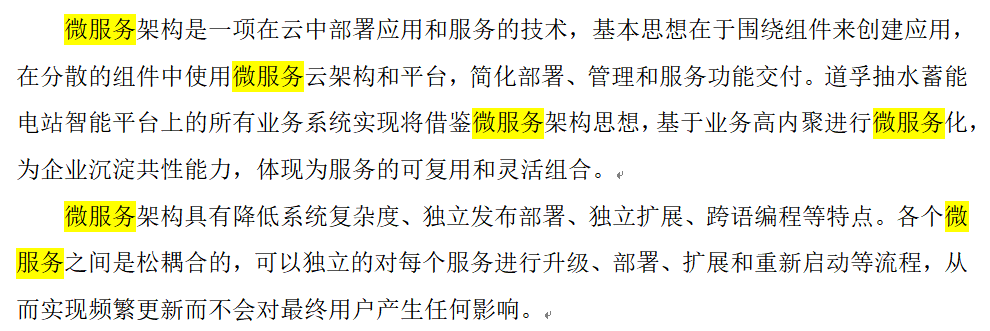 微服务架构是一项在云中部署应用和服务的技术，基本思想在于围绕组件来创建应用，
在分散的组件中使用微服务云架构和平台，简化部署、管理和服务功能交付。道孚抽水蓄能
电站智能平台上的所有业务系统实现将借鉴微服务架构思想，基于业务高内聚进行微服务化，
为企业沉淀共性能力，体现为服务的可复用和灵活组合。
微服务架构具有降低系统复杂度、独立发布部署、独立扩展、跨语编程等特点。各个微
服务之间是松耦合的，可以独立的对每个服务进行升级、部署、扩展和重新启动等流程，从
而实现频繁更新而不会对最终用户产生任何影响。